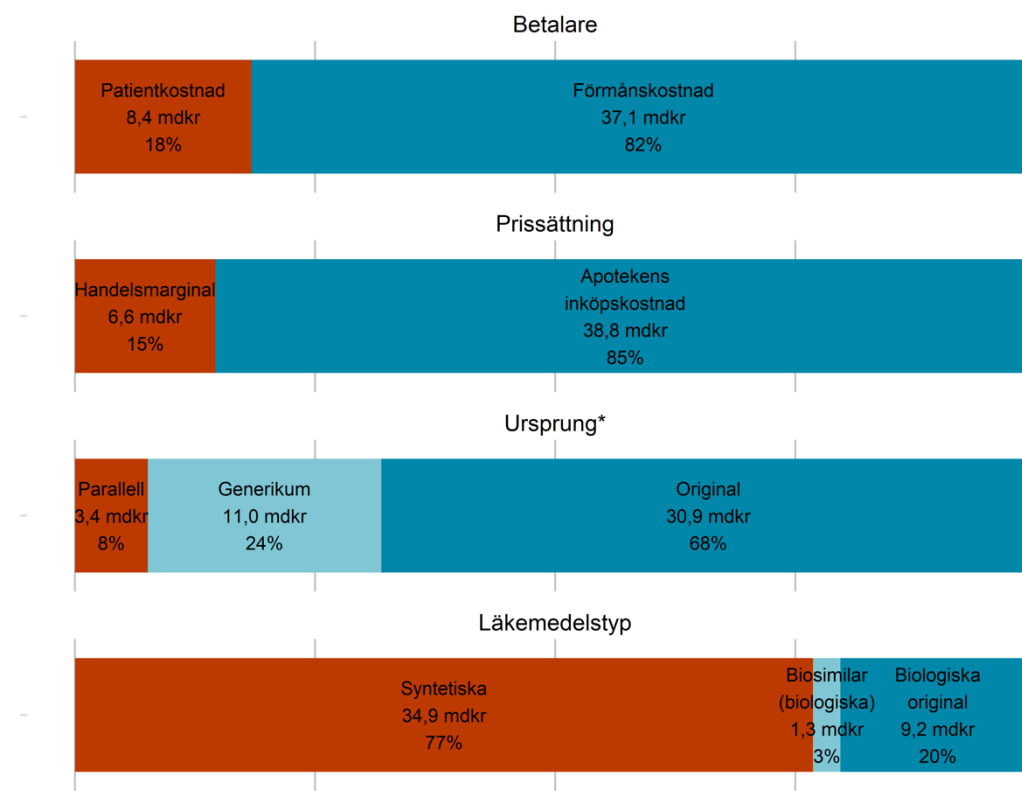 Betalare
Patientkostnad
8,4 mdkr
18%
Förmånskostnad
37,1 mdkr
82%
Prissättning
Handelsmarginal
6,6 mdkr
15%
Apotekens
inköpskostnad
38,8 mdkr
85%
Ursprung*
Parallell
3,4 mdkr
8%
Generikum
11,0 mdkr
24%
Original
30,9 mdkr
68%
Läkemedelstyp
Syntetiska
34,9 mdkr
77%
Biosimilar
(biologiska)
1,3 mdkr
3%
Biologiska
original
9,2 mdkr
20%